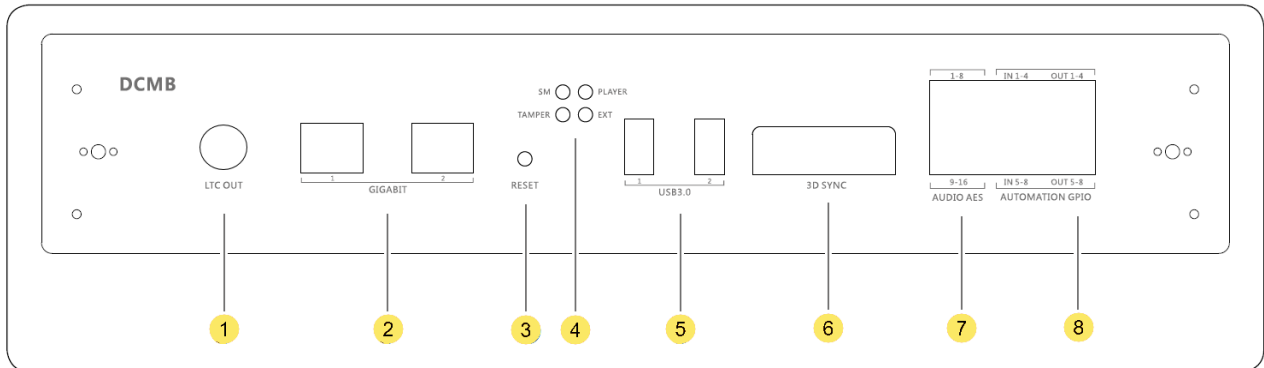 1-8 IN 1-4 OUT 1-4
DCMB
SM PLAYER
TAMPER EXT
LTC OUT
1 2
GIGABIT
RESET
1 2
USB3.0
3D SYNC
9-16 IN 5-8 OUT 5-8
AUDIO AES AUTOMATION GPIO
1 2 3 4 5 6 7 8